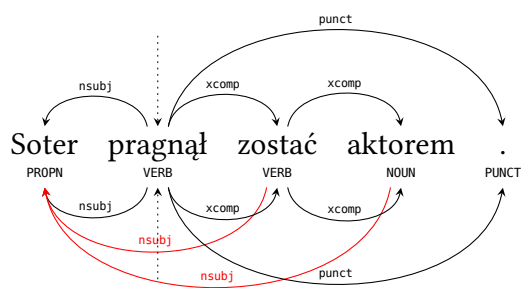 punct
nsubj xcomp xcomp
Soter pragnął zostać aktorem .
PROPN VERB VERB NOUN PUNCT
nsubj xcomp xcomp
nsubj
nsubj punct